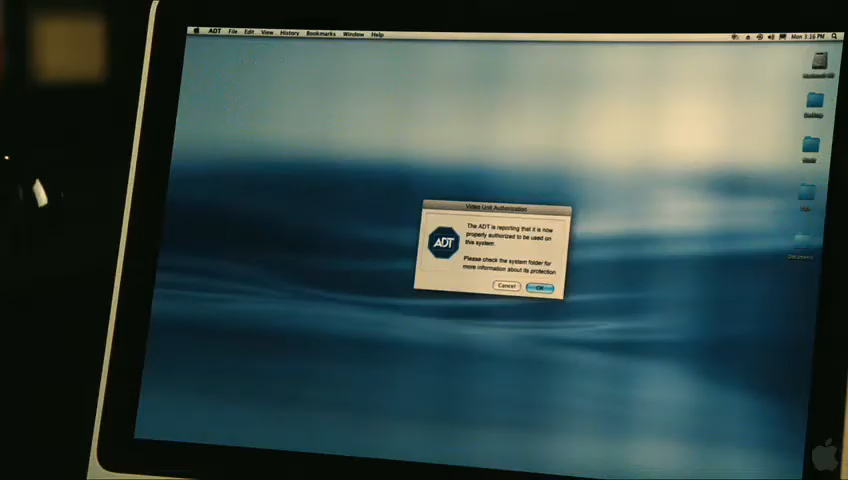 ADT File Edit View History Bookmarks Window Help
Mon 3:16 PM
Desktop
Video Unit Authorization
The ADT is reporting that it is now
properly authorized to be used on
this system.
Please check the system folder for
more information about its protection
ADT
Cancel OK
Documents